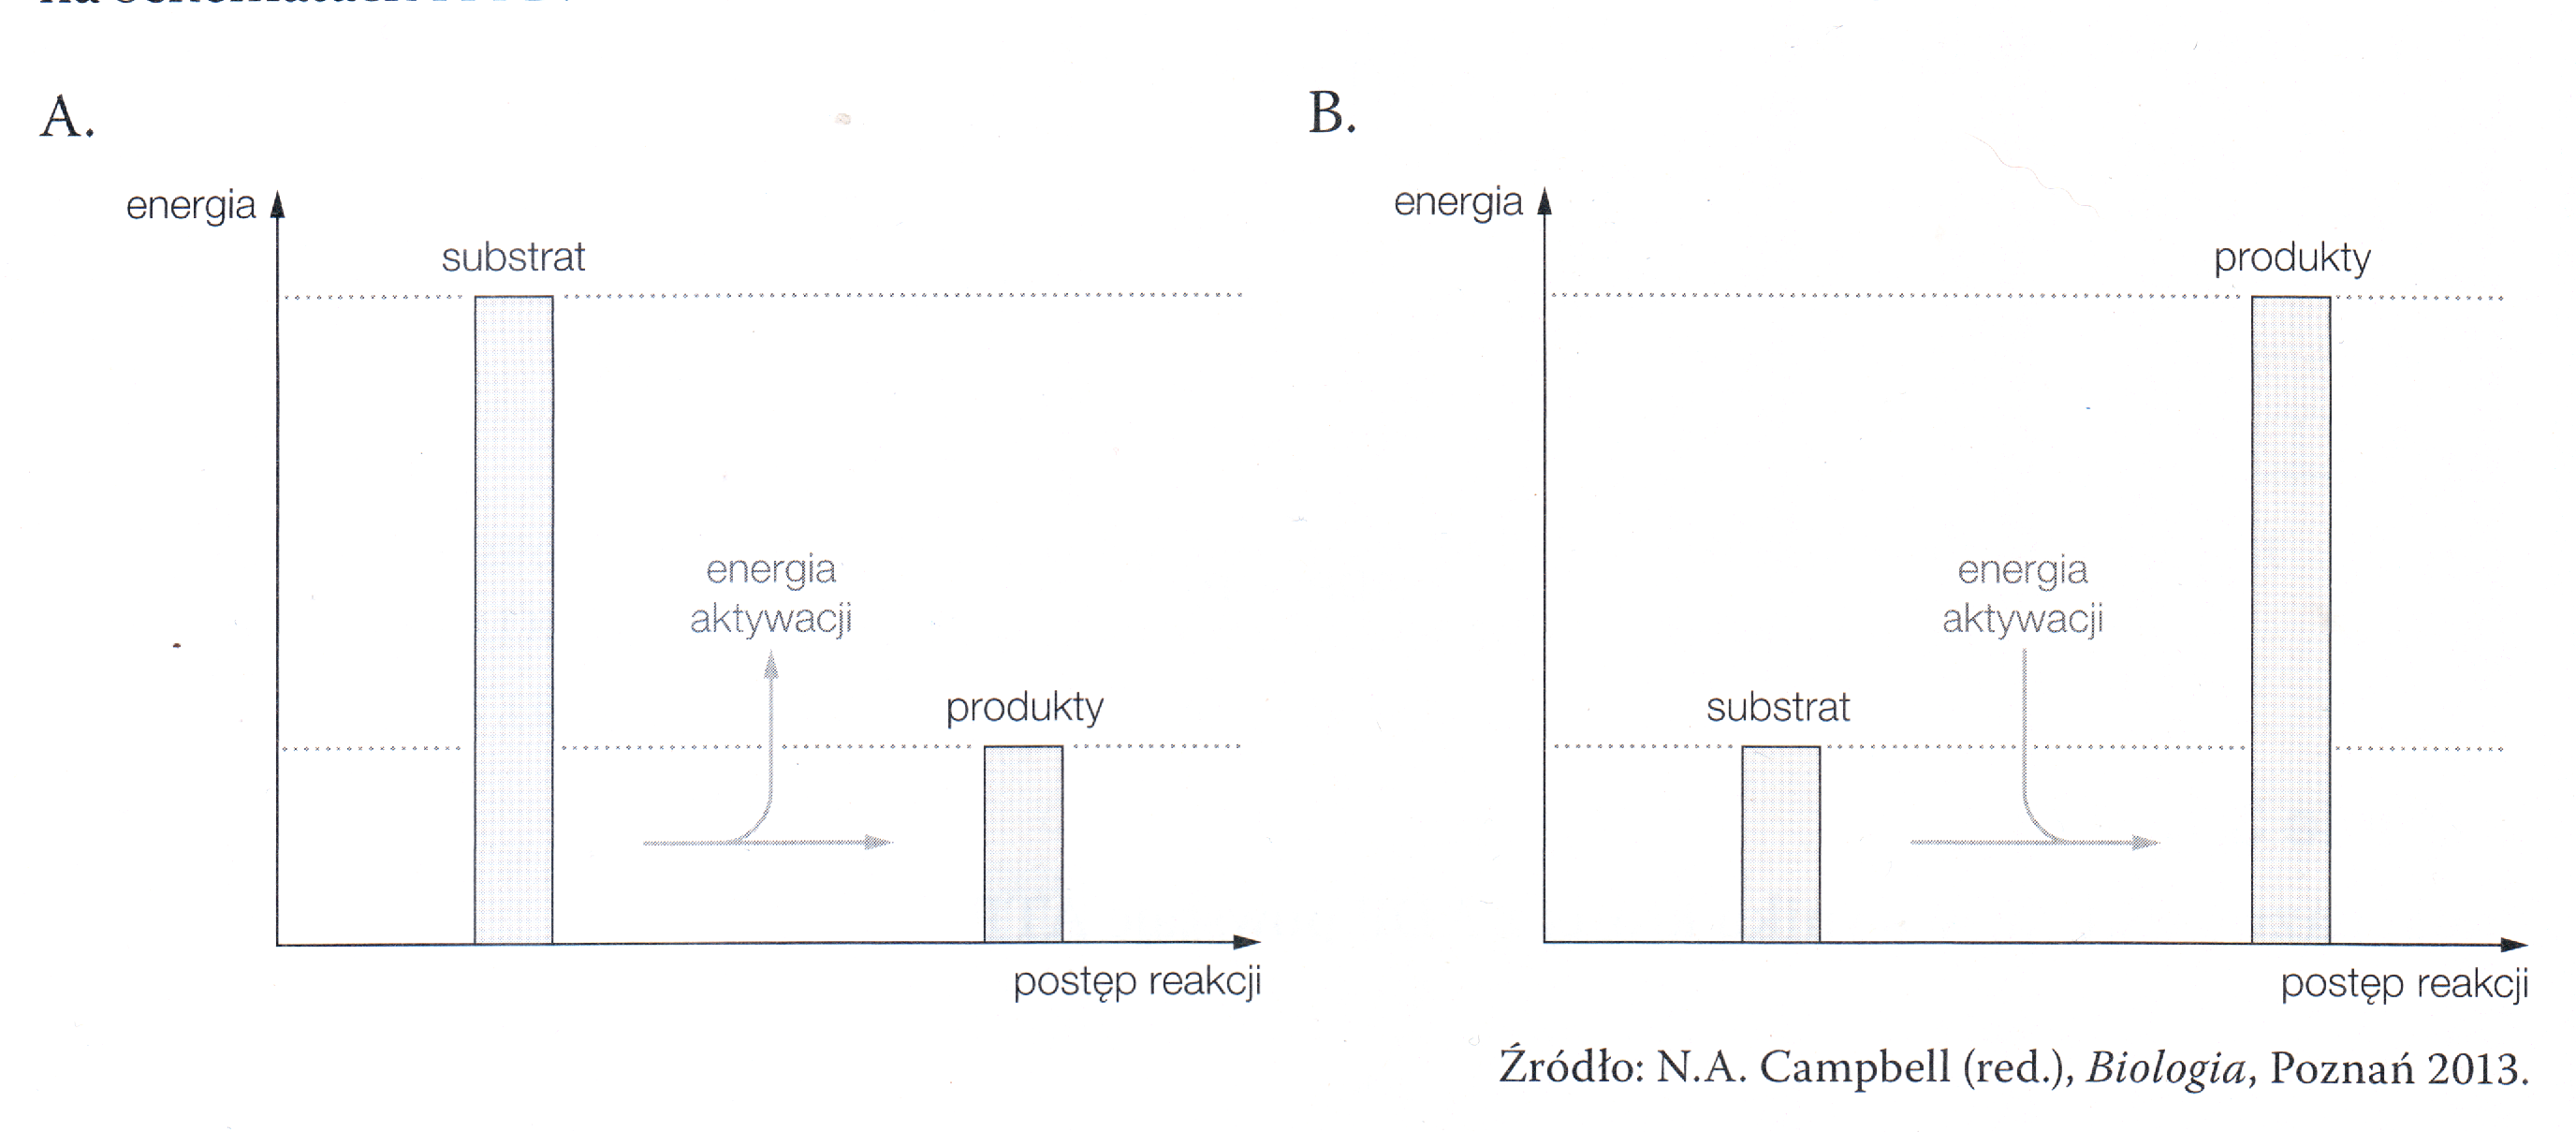 A.
energia
substrat
energia
aktywacji
produkty
postęp reakcji
B.
energia
produkty
energia
aktywacji
substrat
postęp reakcji
Źródło: N.A. Campbell (red.), Biologia, Poznań 2013.